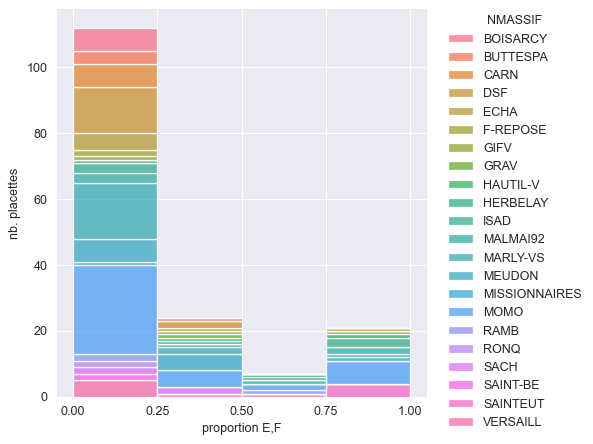 NMASSIF
BOISARCY
BUTTESPA
CARN
DSF
ECHA
F-REPOSE
GIFV
GRAV
HAUTIL-V
HERBELAY
ISAD
MALMAI92
MARLY-VS
MEUDON
MISSIONNAIRES
MOMO
RAMB
RONQ
SACH
SAINT-BE
SAINTEUT
VERSAILL
nb. placettes
100
80
60
40
20
0
0.00 0.25 0.50 0.75 1.00
proportion E,F